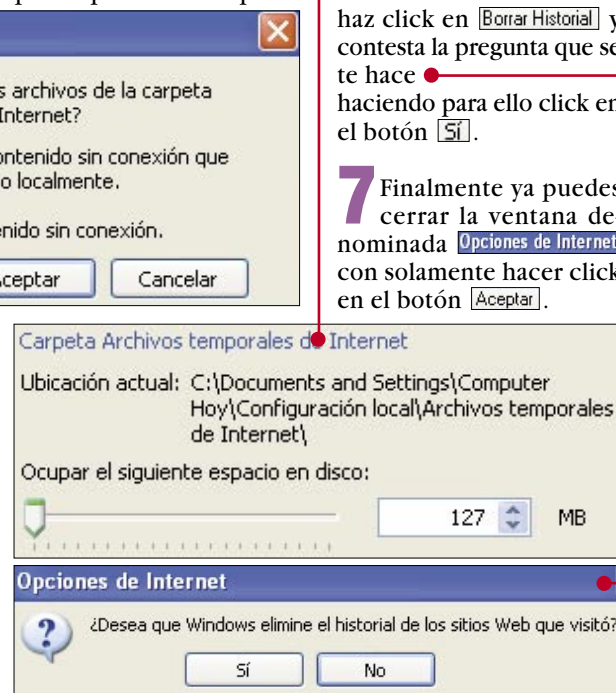 s archivos de la carpeta
Internet?
ontenido sin conexión que
o localmente.
enido sin conexión.
Aceptar Cancelar
haz click en Borrar Historial y
contesta la pregunta que se
te hace
haciendo para ello click en
el botón Sí.
7 Finalmente ya puedes
cerrar la ventana de-
nominada Opciones de Internet
con solamente hacer click
en el botón Aceptar.
Carpeta Archivos temporales de Internet
Ubicación actual: C:\Documents and Settings\Computer
Hoy\Configuración local\Archivos temporales
de Internet\
Ocupar el siguiente espacio en disco:
127 MB
Opciones de Internet
¿Desea que Windows elimine el historial de los sitios Web que visitó?
Sí No